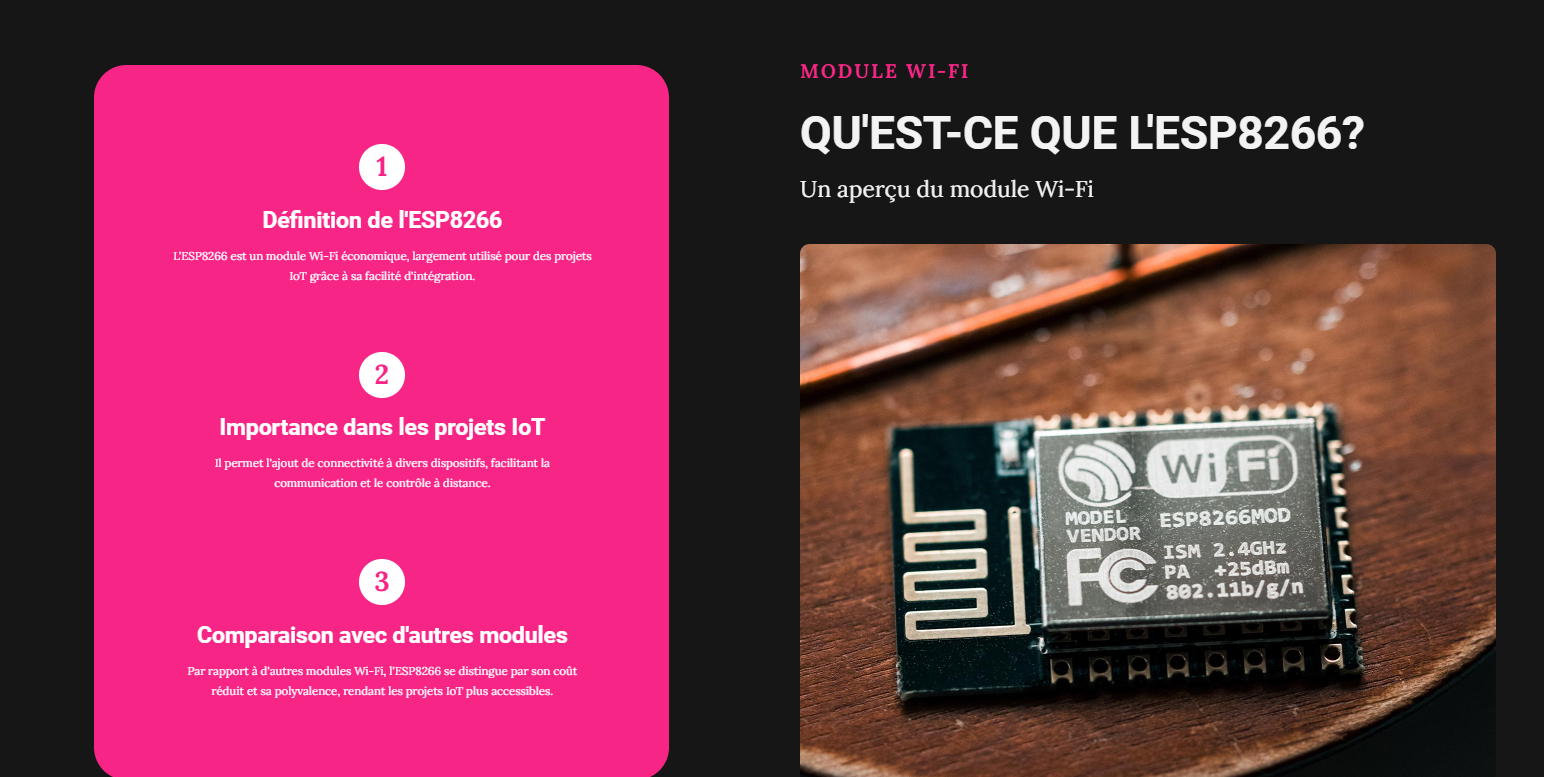 1
Définition de l'ESP8266
L'ESP8266 est un module Wi-Fi économique, largement utilisé pour des projets
IoT grâce à sa facilité d'intégration.
2
Importance dans les projets IoT
Il permet l'ajout de connectivité à divers dispositifs, facilitant la
communication et le contrôle à distance.
3
Comparaison avec d'autres modules
Par rapport à d'autres modules Wi-Fi, l'ESP8266 se distingue par son coût
réduit et sa polyvalence, rendant les projets IoT plus accessibles.
MODULE WI-FI
QU'EST-CE QUE L'ESP8266?
Un aperçu du module Wi-Fi
Wi Fi
MODEL ESP8266MOD
VENDOR
ISM 2.4GHz
FC PA +25dBm
802.11b/g/n